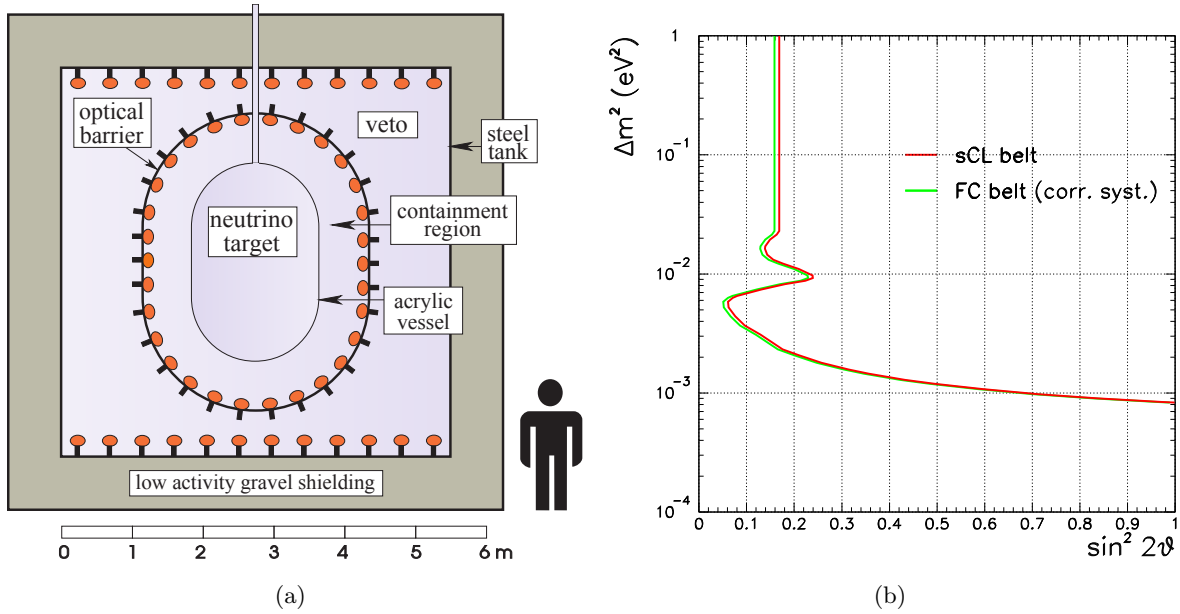 optical
barrier
veto
steel
tank
neutrino
target
containment
region
acrylic
vessel
low activity gravel shielding
0 1 2 3 4 5 6 m
(a)
Δm² (eV²)
1
10⁻¹
10⁻²
10⁻³
10⁻⁴
sCL belt
FC belt (corr. syst.)
0 0.1 0.2 0.3 0.4 0.5 0.6 0.7 0.8 0.9 1
sin² 2ϑ
(b)